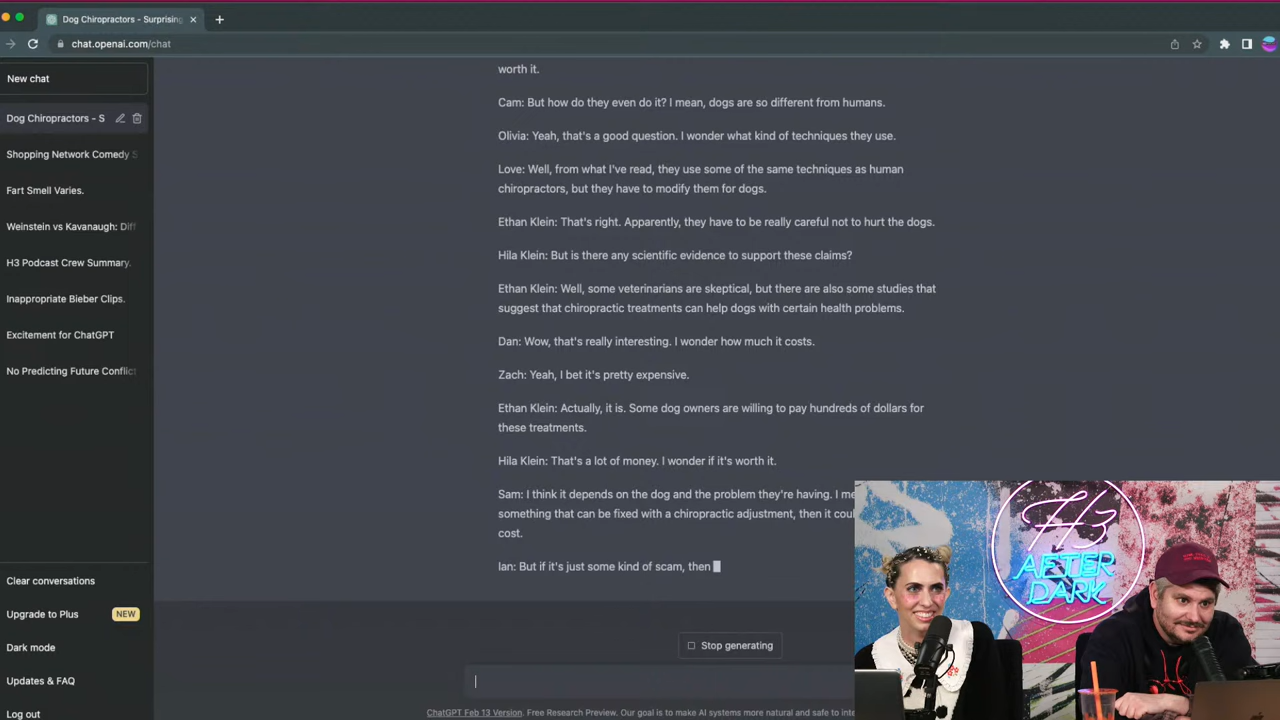 Dog Chiropractors - Surprising
chat.openai.com/chat
New chat
Dog Chiropractors - S
Shopping Network Comedy S
Fart Smell Varies.
Weinstein vs Kavanaugh: Diff
H3 Podcast Crew Summary.
Inappropriate Bieber Clips.
Excitement for ChatGPT
No Predicting Future Conflict
Clear conversations
Upgrade to Plus NEW
Dark mode
Updates & FAQ
Log out
worth it.
Cam: But how do they even do it? I mean, dogs are so different from humans.
Olivia: Yeah, that's a good question. I wonder what kind of techniques they use.
Love: Well, from what I've read, they use some of the same techniques as human
chiropractors, but they have to modify them for dogs.
Ethan Klein: That's right. Apparently, they have to be really careful not to hurt the dogs.
Hila Klein: But is there any scientific evidence to support these claims?
Ethan Klein: Well, some veterinarians are skeptical, but there are also some studies that
suggest that chiropractic treatments can help dogs with certain health problems.
Dan: Wow, that's really interesting. I wonder how much it costs.
Zach: Yeah, I bet it's pretty expensive.
Ethan Klein: Actually, it is. Some dog owners are willing to pay hundreds of dollars for
these treatments.
Hila Klein: That's a lot of money. I wonder if it's worth it.
Sam: I think it depends on the dog and the problem they're having. I me
something that can be fixed with a chiropractic adjustment, then it coul
cost.
Ian: But if it's just some kind of scam, then
Stop generating
ChatGPT Feb 13 Version. Free Research Preview. Our goal is to make AI systems more natural and safe to inte
H3
AFTER
DARK